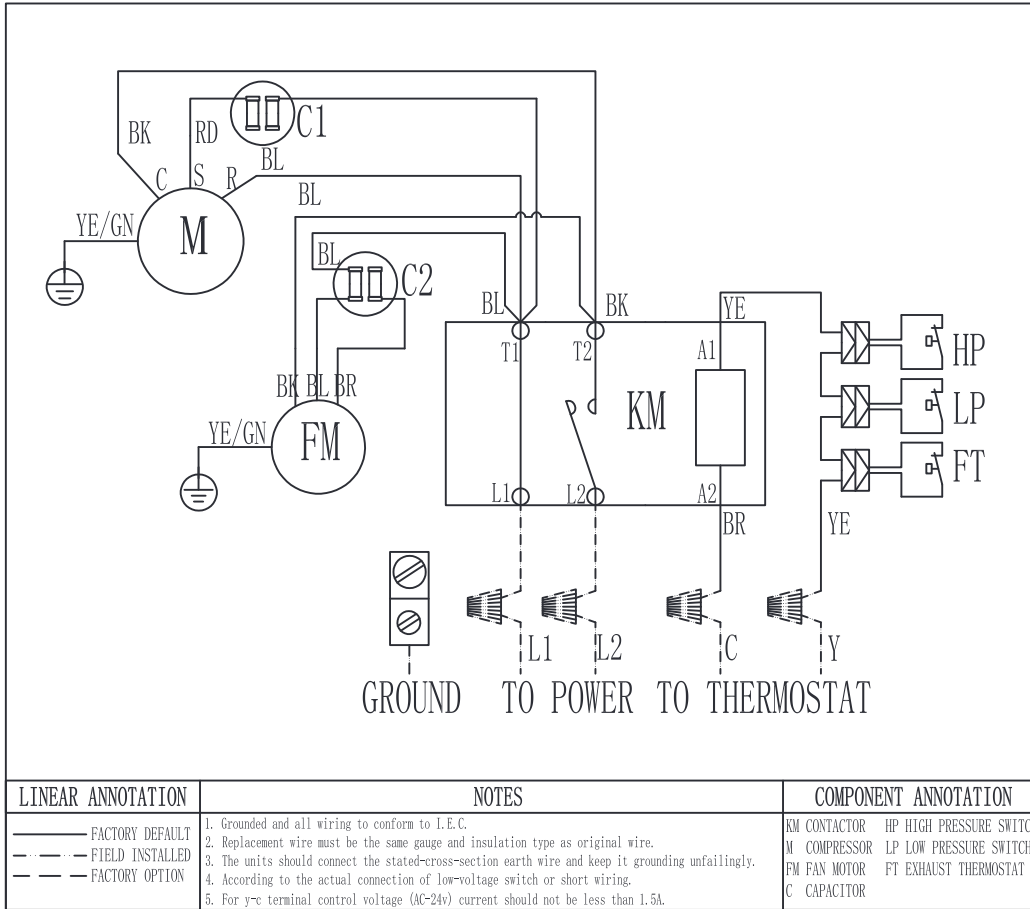 BK
RD
C1
C
S
R
BL
BL
YE/GN
M
BL
C2
BL
BK
YE
T1
T2
A1
HP
KM
LP
BK BL BR
YE/GN
FM
FT
L1
L2
A2
BR
YE
L1
L2
C
Y
GROUND
TO POWER
TO THERMOSTAT
LINEAR ANNOTATION
FACTORY DEFAULT
FIELD INSTALLED
FACTORY OPTION
NOTES
1. Grounded and all wiring to conform to I.E.C.
2. Replacement wire must be the same gauge and insulation type as original wire.
3. The units should connect the stated-cross-section earth wire and keep it grounding unfailingly.
4. According to the actual connection of low-voltage switch or short wiring.
5. For y-c terminal control voltage (AC-24v) current should not be less than 1.5A.
COMPONENT ANNOTATION
KM CONTACTOR HP HIGH PRESSURE SWITC
M COMPRESSOR LP LOW PRESSURE SWITCH
FM FAN MOTOR FT EXHAUST THERMOSTAT
C CAPACITOR